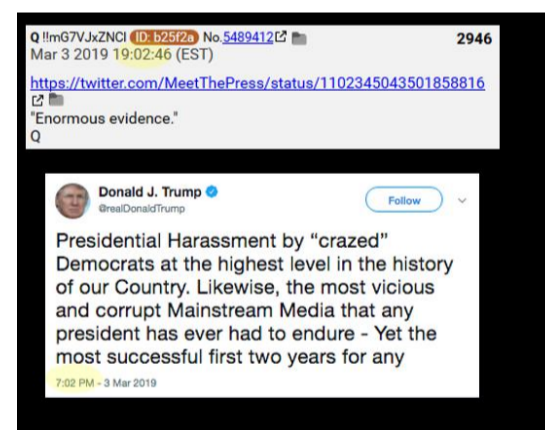 Q !!mG7VJxZNCI ID: b25f2a No.5489412 2946
Mar 3 2019 19:02:46 (EST)
https://twitter.com/MeetThePress/status/1102345043501858816
"Enormous evidence."
Q
Donald J. Trump
@realDonaldTrump
Follow
Presidential Harassment by “crazed”
Democrats at the highest level in the history
of our Country. Likewise, the most vicious
and corrupt Mainstream Media that any
president has ever had to endure - Yet the
most successful first two years for any
7:02 PM - 3 Mar 2019